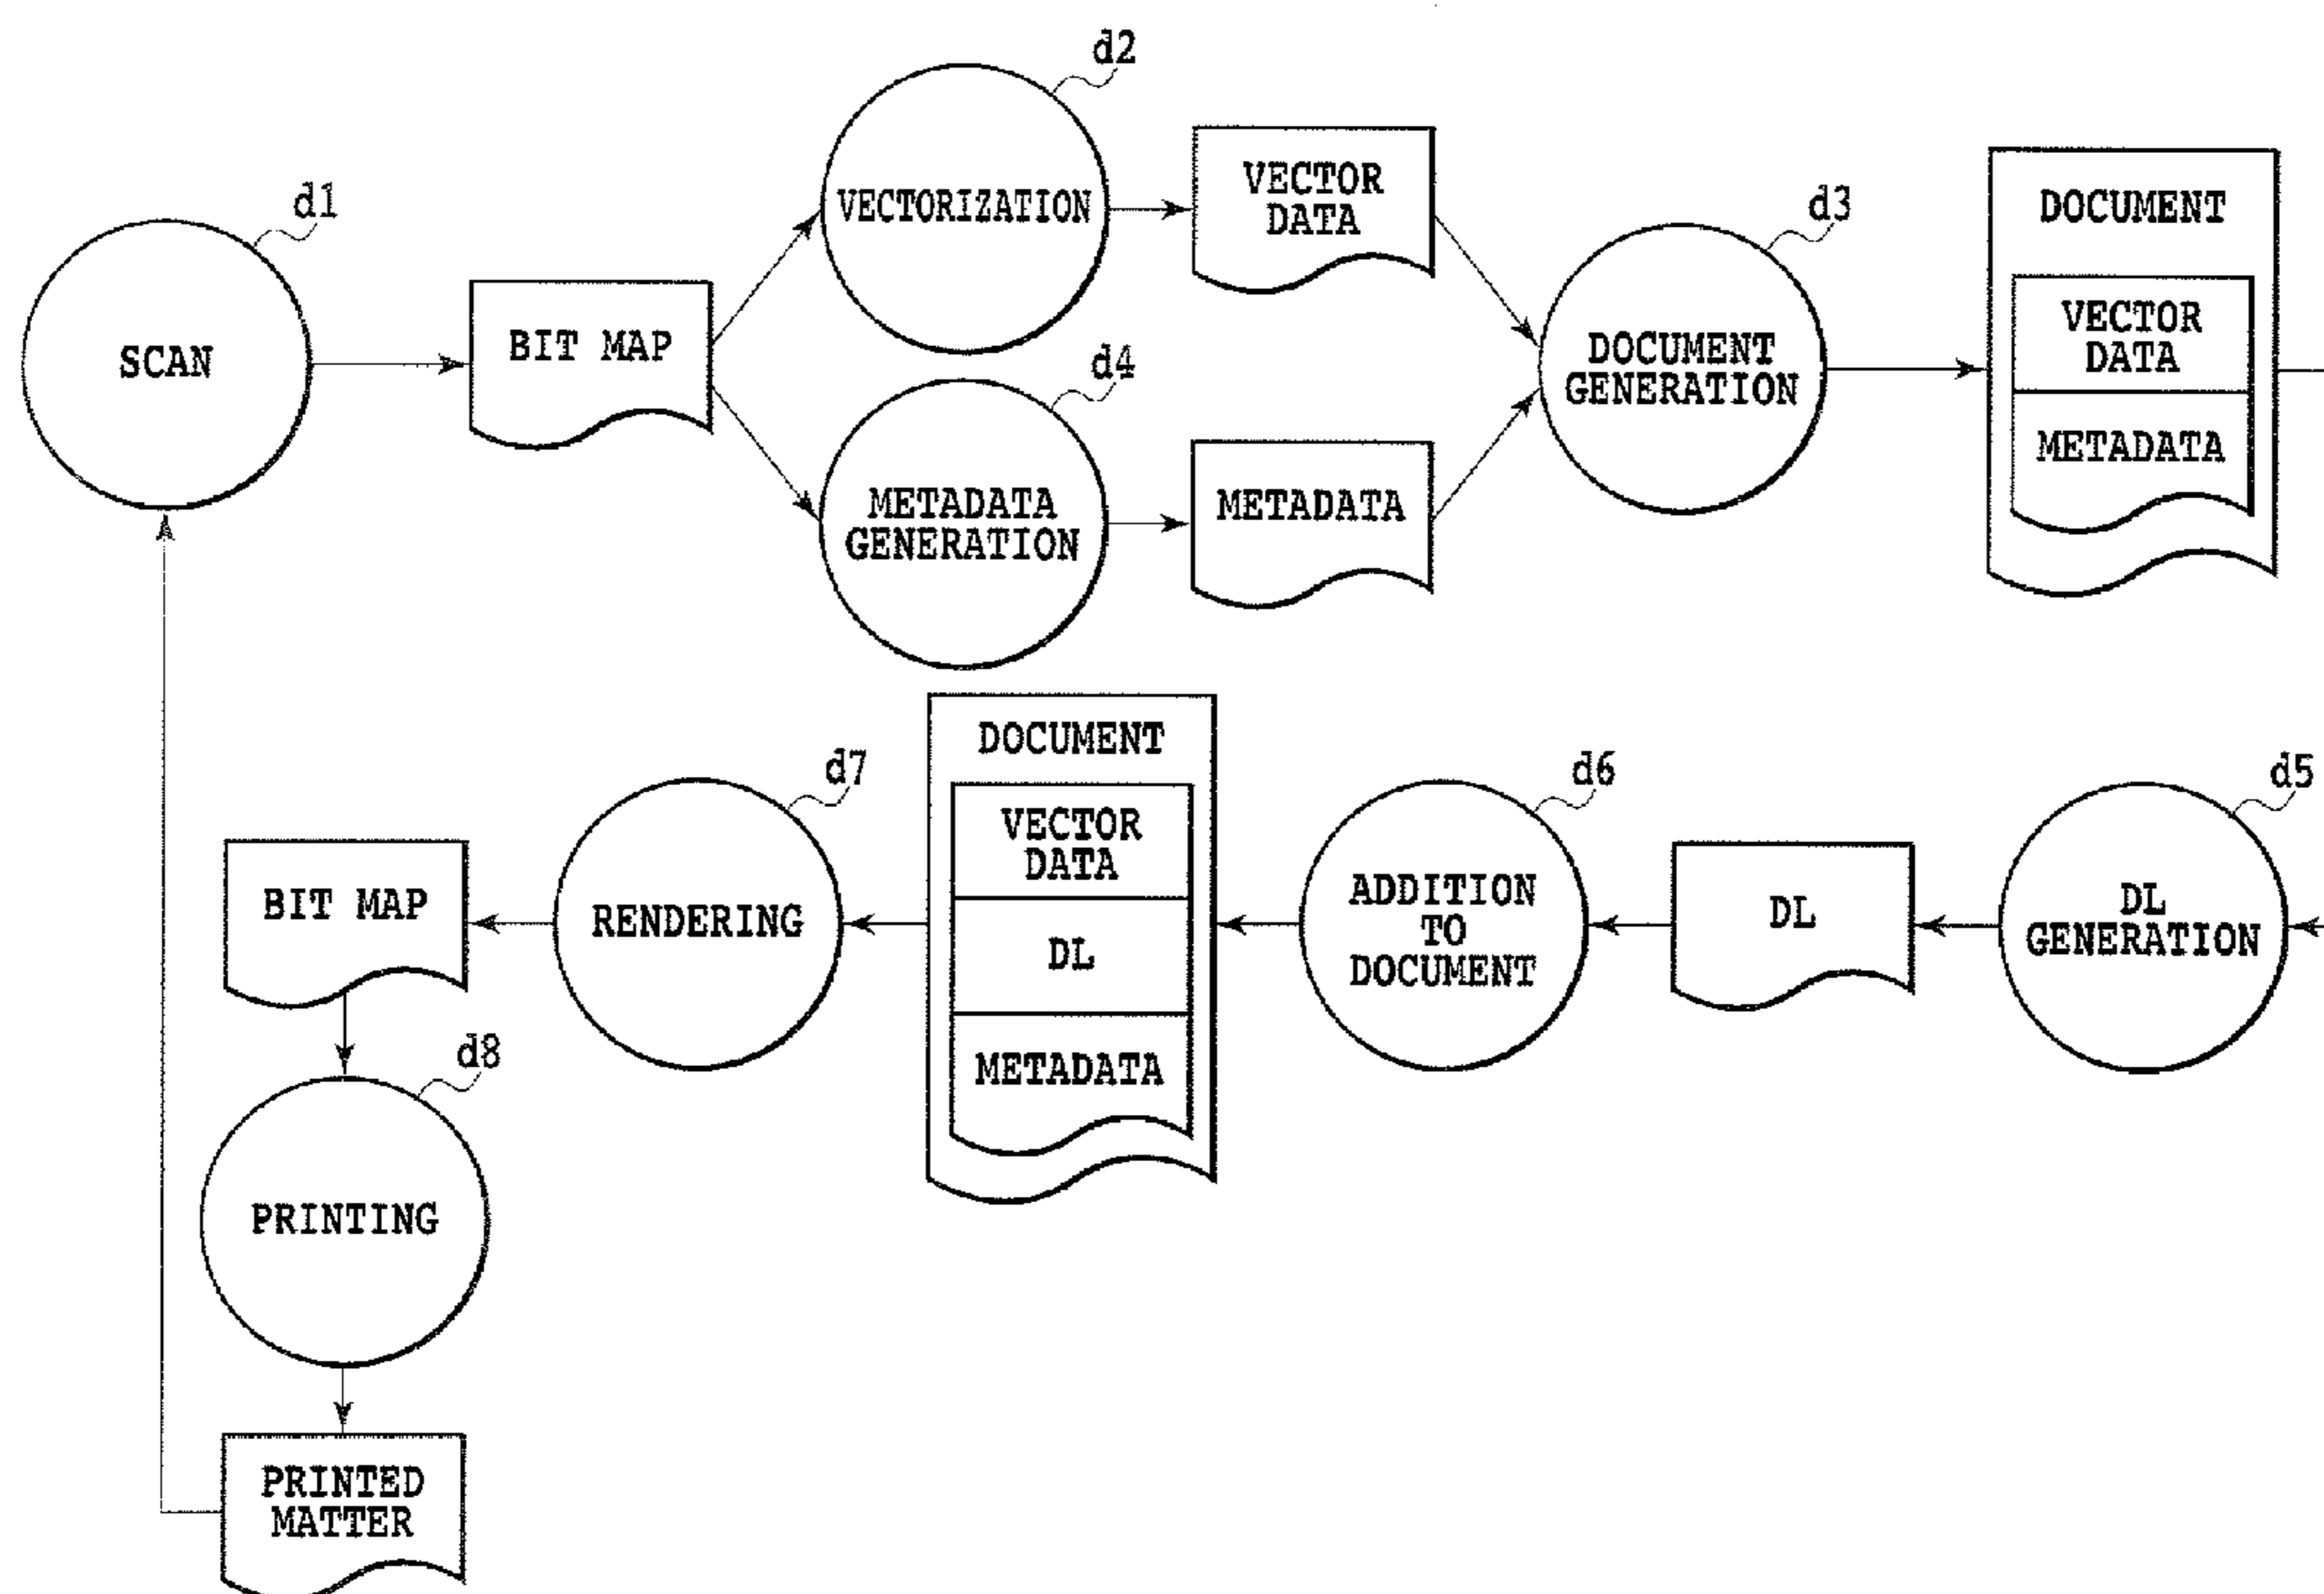 d1
SCAN
BIT MAP
d2
VECTORIZATION
VECTOR
DATA
d4
METADATA
GENERATION
METADATA
d3
DOCUMENT
GENERATION
DOCUMENT
VECTOR
DATA
METADATA
d5
DL
GENERATION
DL
d6
ADDITION
TO
DOCUMENT
DOCUMENT
VECTOR
DATA
DL
METADATA
d7
RENDERING
BIT MAP
d8
PRINTING
PRINTED
MATTER